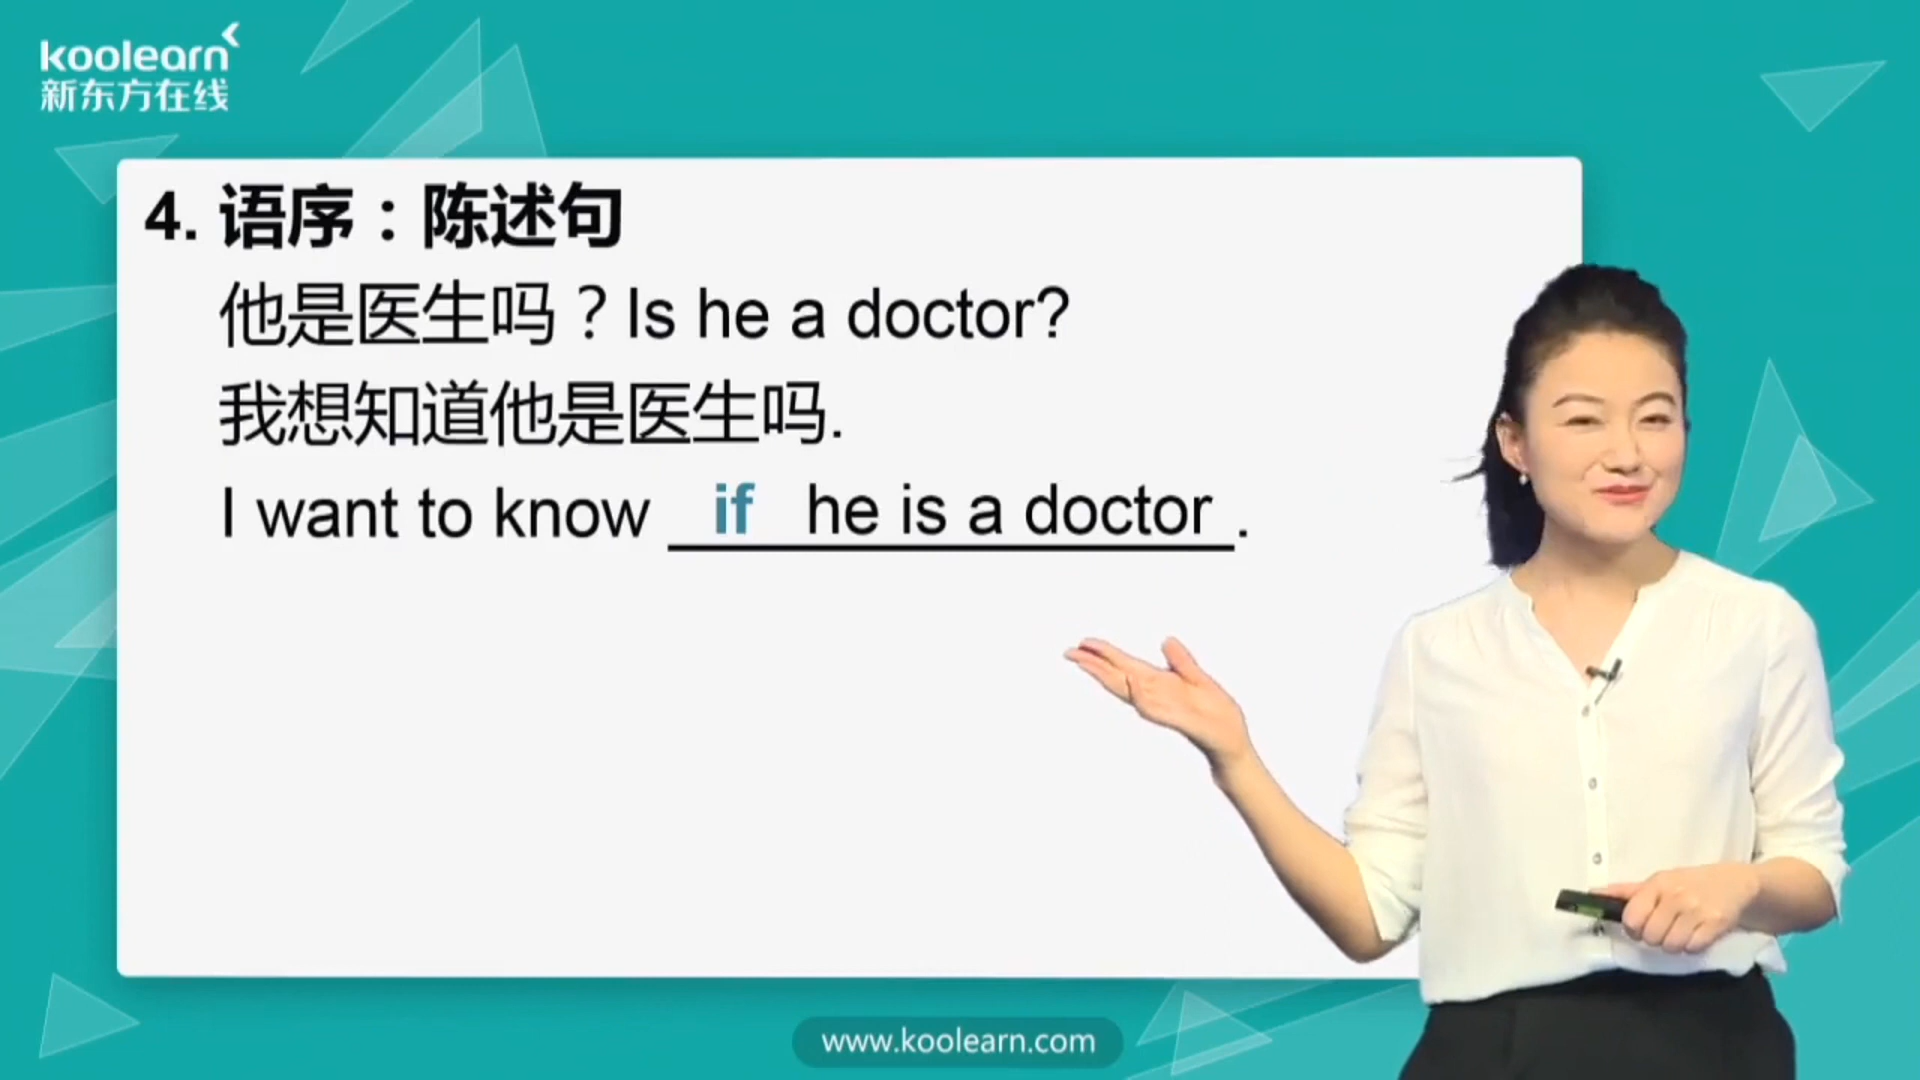 koolearn
新东方在线
4. 语序：陈述句
他是医生吗？Is he a doctor?
我想知道他是医生吗.
I want to know if he is a doctor.
www.koolearn.com